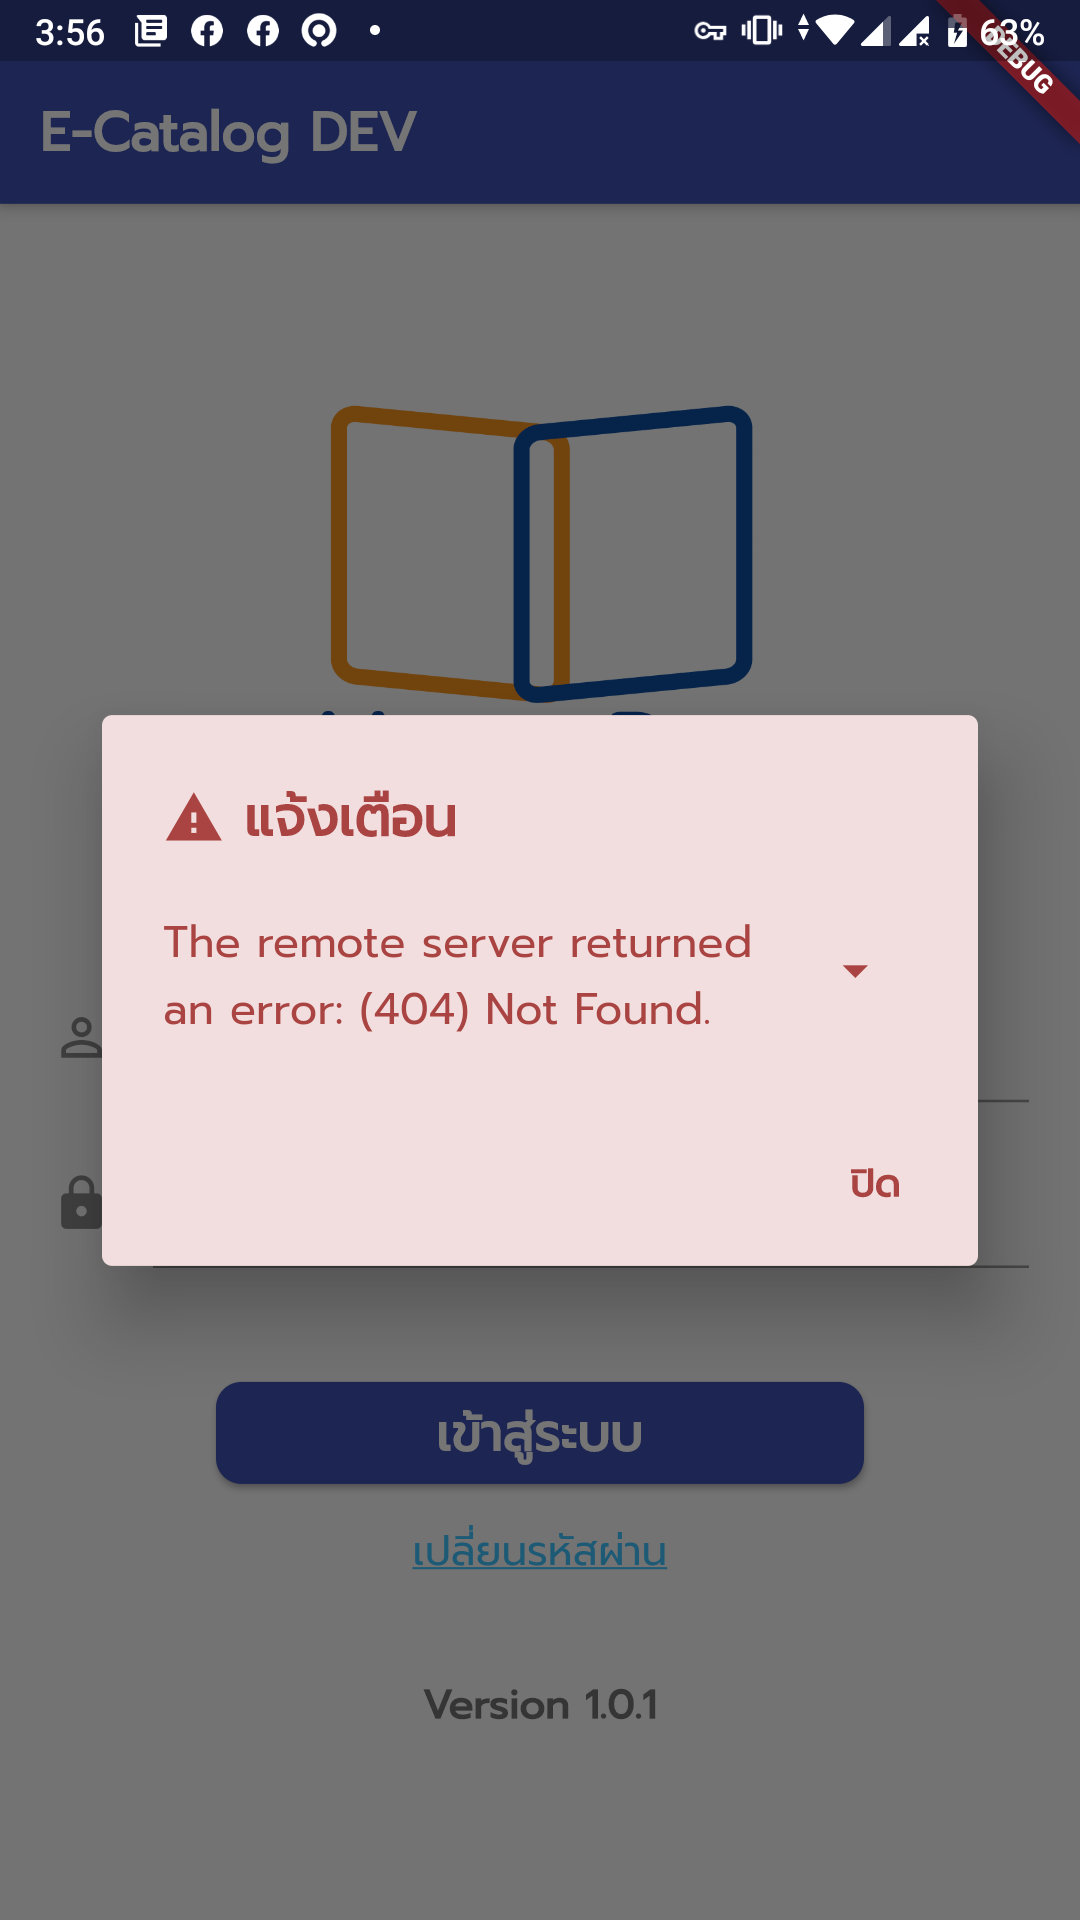 3:56
63%
DEBUG
E-Catalog DEV
แจ้งเตือน
The remote server returned
an error: (404) Not Found.
ปิด
เข้าสู่ระบบ
เปลี่ยนรหัสผ่าน
Version 1.0.1